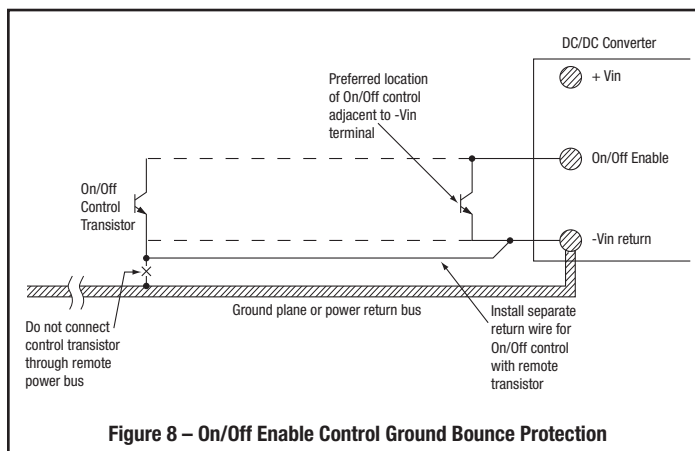 DC/DC Converter
+ Vin
Preferred location
of On/Off control
adjacent to -Vin
terminal
On/Off Enable
On/Off
Control
Transistor
-Vin return
Ground plane or power return bus
Do not connect
control transistor
through remote
power bus
Install separate
return wire for
On/Off control
with remote
transistor
Figure 8 – On/Off Enable Control Ground Bounce Protection